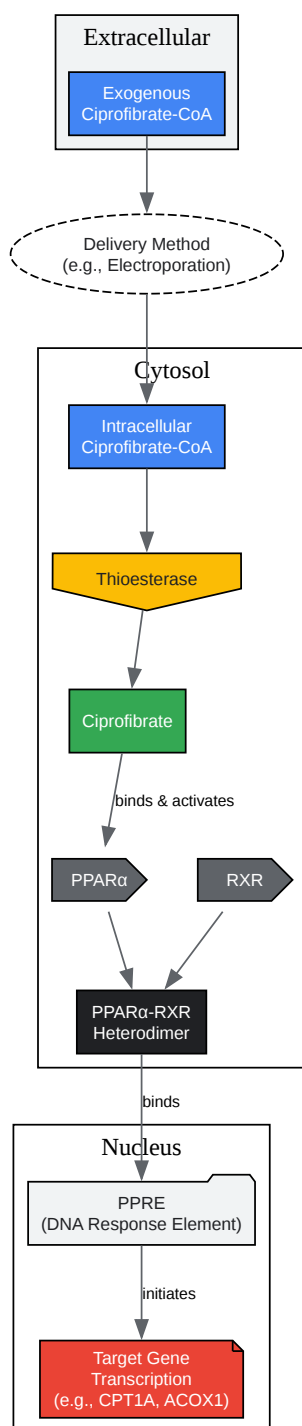 Extracellular
Exogenous
Ciprofibrate-CoA
Delivery Method
(e.g., Electroporation)
Cytosol
Intracellular
Ciprofibrate-CoA
Thioesterase
Ciprofibrate
binds & activates
PPARα
RXR
PPARα-RXR
Heterodimer
binds
Nucleus
PPRE
(DNA Response Element)
initiates
Target Gene
Transcription
(e.g., CPT1A, ACOX1)